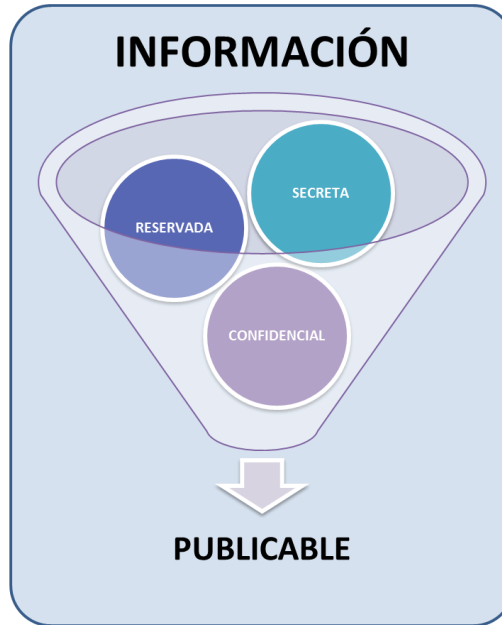 INFORMACIÓN
SECRETA
RESERVADA
CONFIDENCIAL
PUBLICABLE